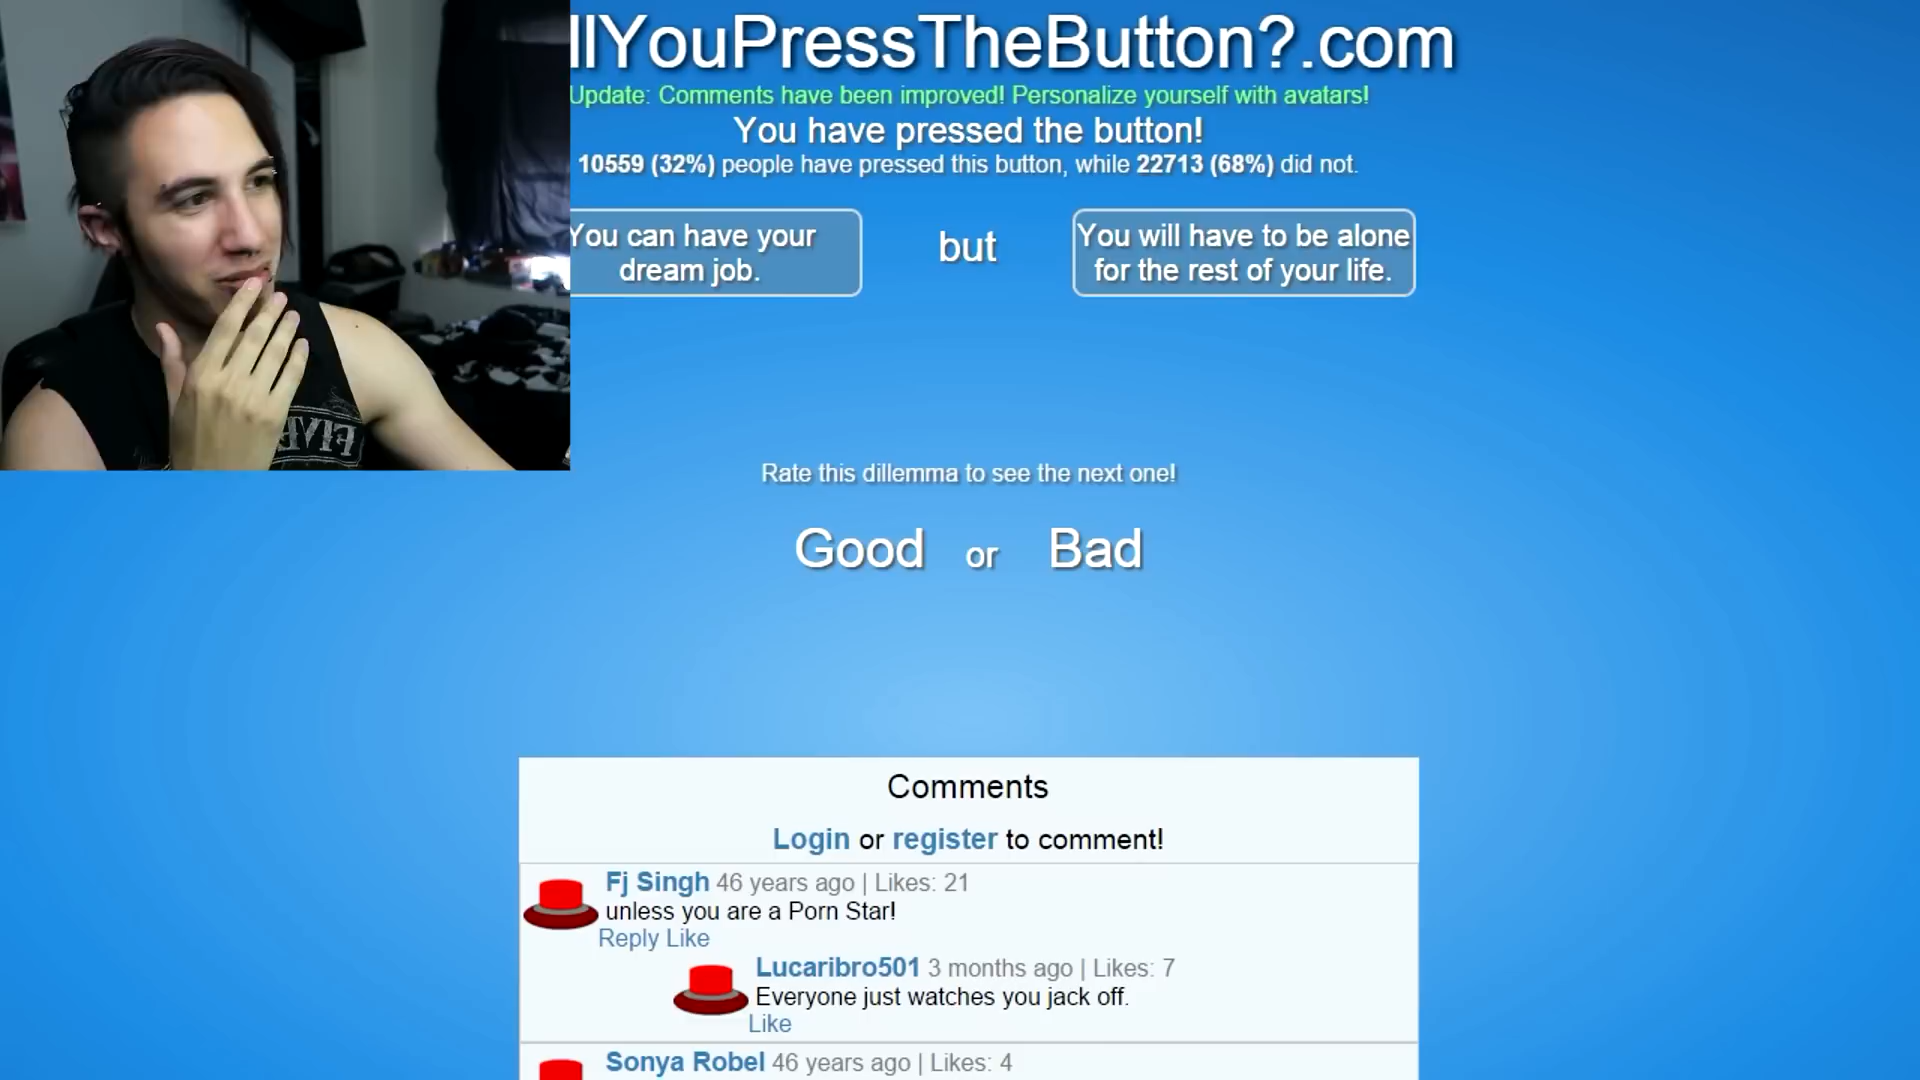 llYouPressTheButton?.com
Update: Comments have been improved! Personalize yourself with avatars!
You have pressed the button!
10559 (32%) people have pressed this button, while 22713 (68%) did not.
You can have your
dream job.
but
You will have to be alone
for the rest of your life.
Rate this dillemma to see the next one!
Good or Bad
Comments
Login or register to comment!
Fj Singh 46 years ago | Likes: 21
unless you are a Porn Star!
Reply Like
Lucaribro501 3 months ago | Likes: 7
Everyone just watches you jack off.
Like
Sonya Robel 46 years ago | Likes: 4